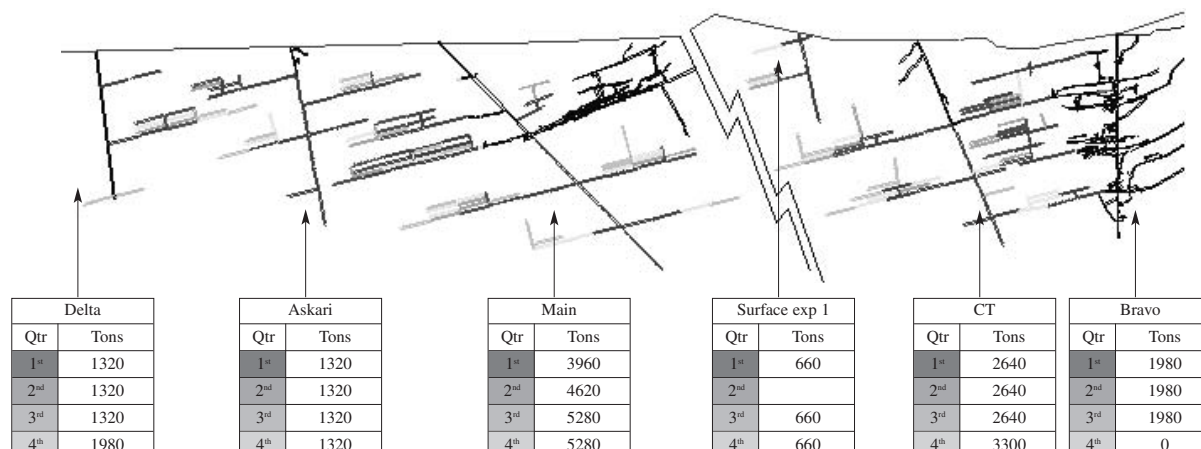 Delta Askari Main Surface exp 1 CT Bravo
Qtr Tons Qtr Tons Qtr Tons Qtr Tons Qtr Tons Qtr Tons
1st 1320 1st 1320 1st 3960 1st 660 1st 2640 1st 1980
2nd 1320 2nd 1320 2nd 4620 2nd 2nd 2640 2nd 1980
3rd 1320 3rd 1320 3rd 5280 3rd 660 3rd 2640 3rd 1980
4th 1980 4th 1320 4th 5280 4th 660 4th 3300 4th 0